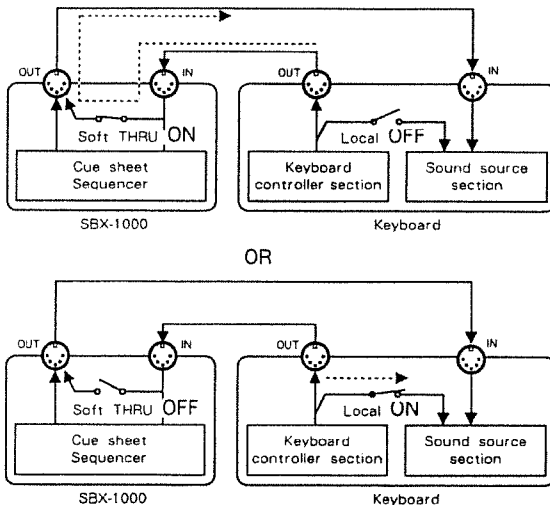 OUT
IN
OUT
IN
Soft THRU ON
Local OFF
Cue sheet
Sequencer
Keyboard
controller section
Sound source
section
SBX-1000
Keyboard
OR
OUT
IN
OUT
IN
Soft THRU OFF
Local ON
Cue sheet
Sequencer
Keyboard
controller section
Sound source
section
SBX-1000
Keyboard